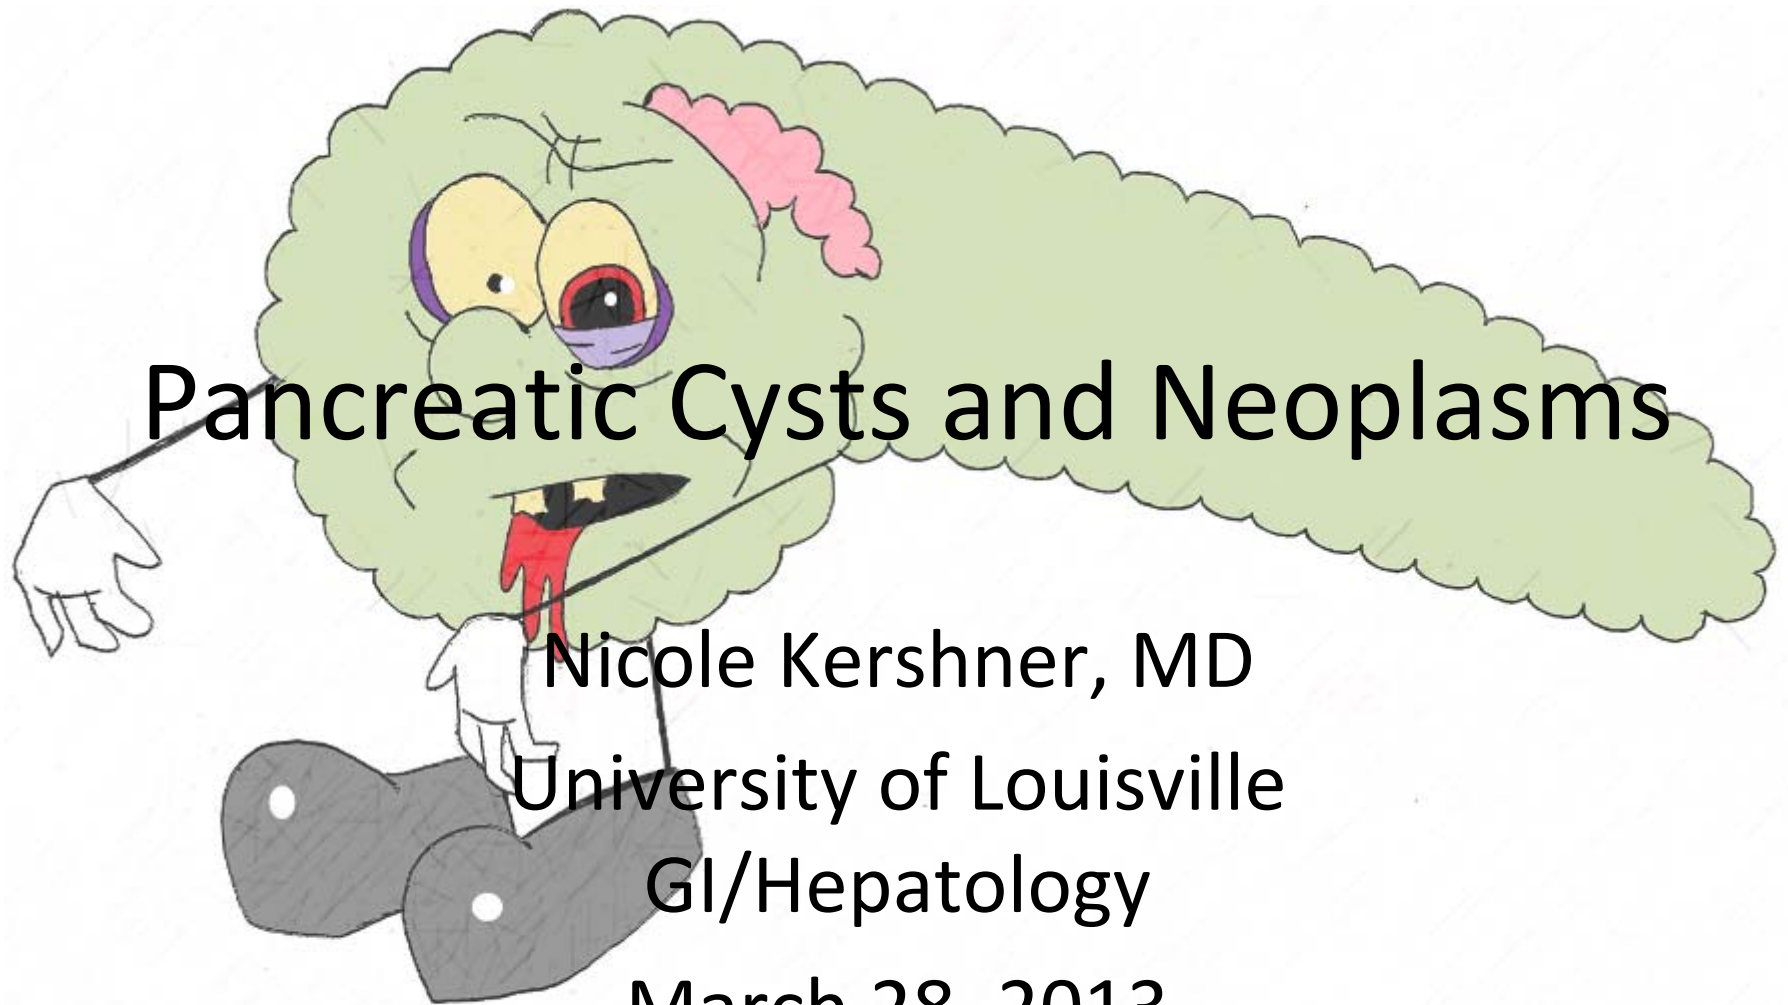 Pancreatic Cysts and Neoplasms
Nicole Kershner, MD
University of Louisville
GI/Hepatology
March 28, 2013